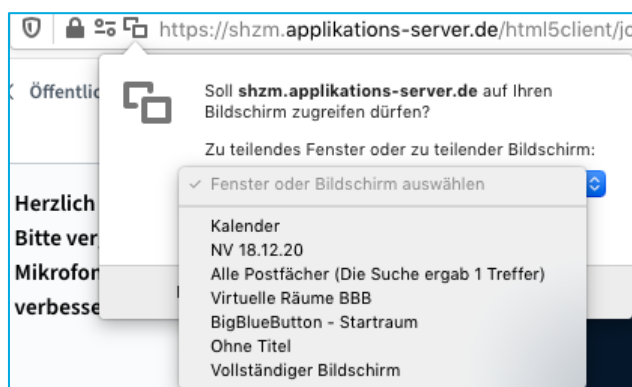 https://shzm.applikations-server.de/html5client/jo
Öffentlic
Soll shzm.applikations-server.de auf Ihren
Bildschirm zugreifen dürfen?
Zu teilendes Fenster oder zu teilender Bildschirm:
Fenster oder Bildschirm auswählen
Herzlich
Bitte ver
Mikrofon
verbesse
Kalender
NV 18.12.20
Alle Postfächer (Die Suche ergab 1 Treffer)
Virtuelle Räume BBB
BigBlueButton - Startraum
Ohne Titel
Vollständiger Bildschirm